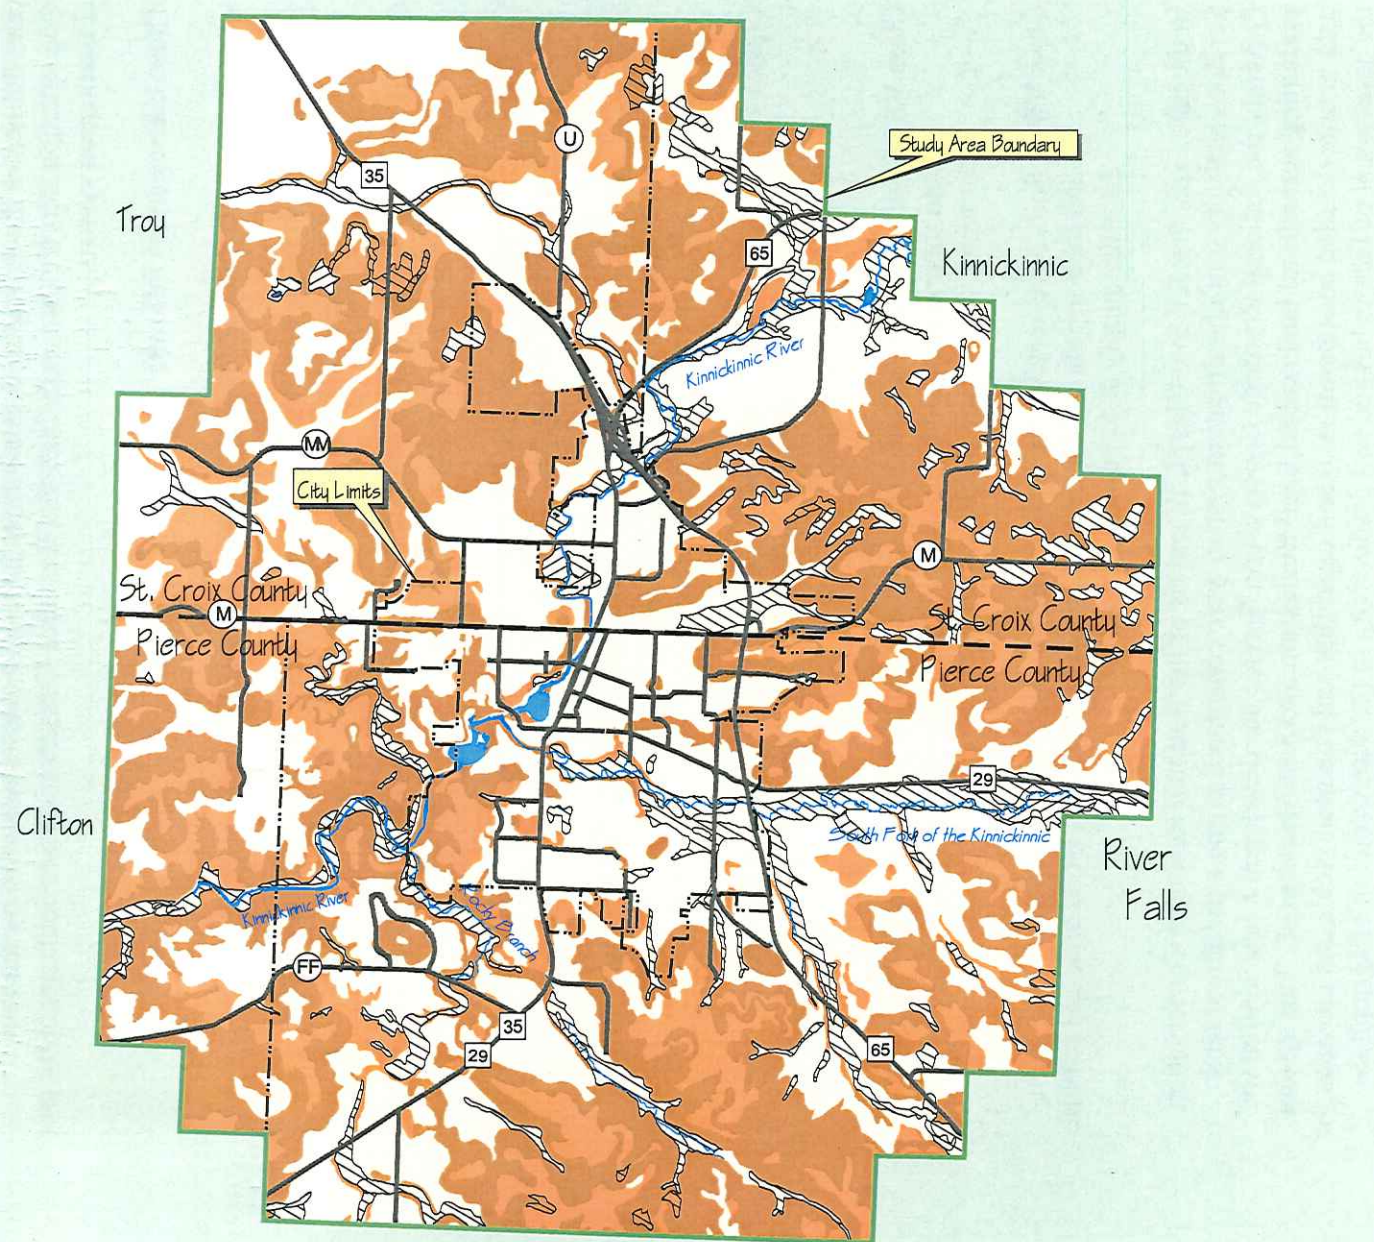 U
Study Area Boundary
35
Troy
65
Kinnickinnic
Kinnickinnic River
MM
City Limits
M
St. Croix County
M
St. Croix County
Pierce County
Pierce County
29
Clifton
South Fork of the Kinnickinnic
River
Falls
Kinnickinnic River
Rocky Branch
FF
35
29
65